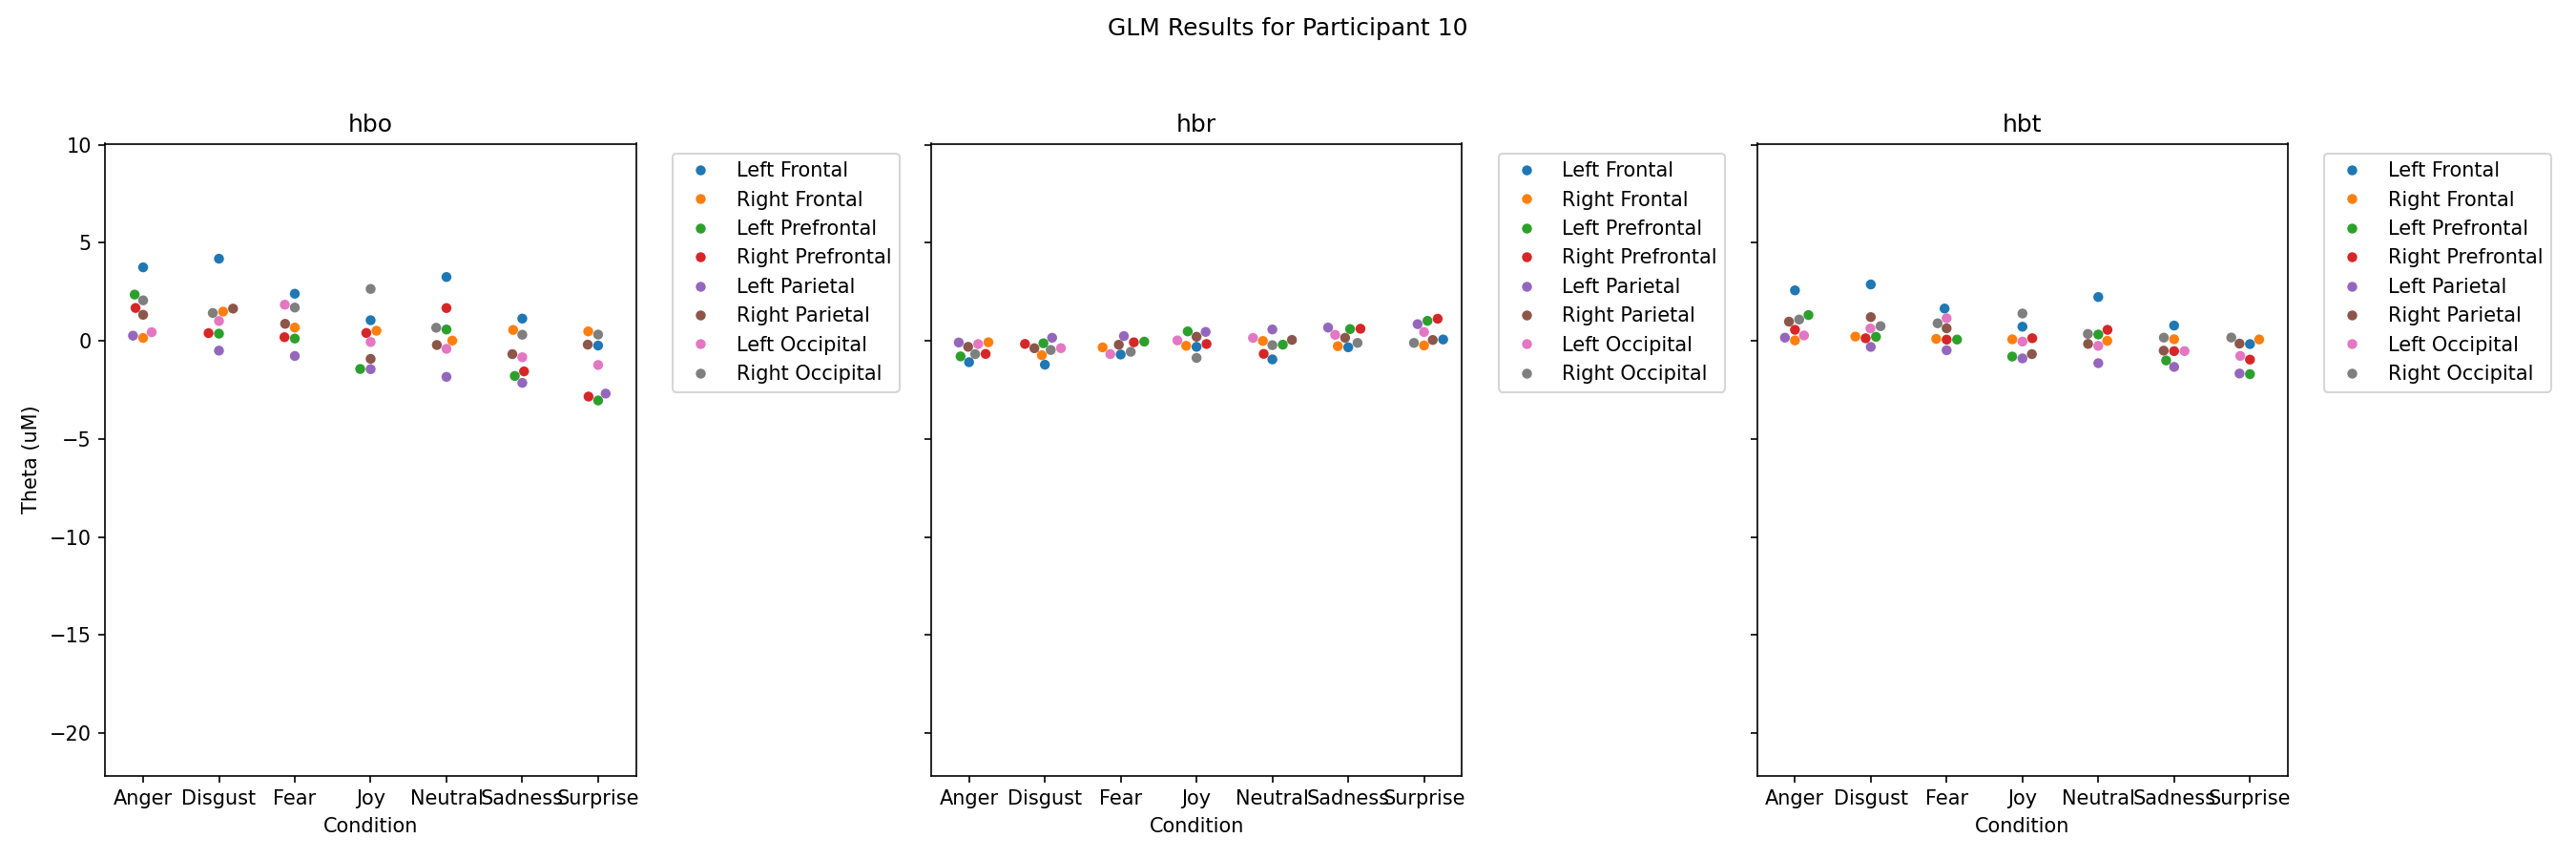 GLM Results for Participant 10
hbo
10
5
0
−5
−10
−15
−20
Theta (uM)
Anger Disgust Fear Joy Neutral Sadness Surprise
Condition
Left Frontal
Right Frontal
Left Prefrontal
Right Prefrontal
Left Parietal
Right Parietal
Left Occipital
Right Occipital
hbr
Anger Disgust Fear Joy Neutral Sadness Surprise
Condition
Left Frontal
Right Frontal
Left Prefrontal
Right Prefrontal
Left Parietal
Right Parietal
Left Occipital
Right Occipital
hbt
Anger Disgust Fear Joy Neutral Sadness Surprise
Condition
Left Frontal
Right Frontal
Left Prefrontal
Right Prefrontal
Left Parietal
Right Parietal
Left Occipital
Right Occipital